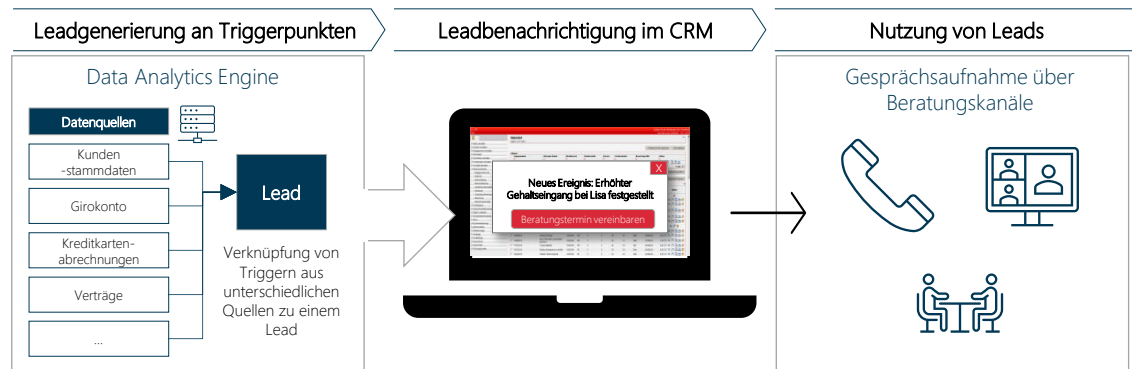 Leadgenerierung an Triggerpunkten
Leadbenachrichtigung im CRM
Nutzung von Leads
Data Analytics Engine
Datenquellen
Kunden
-stammdaten
Girokonto
Kreditkarten-
abrechnungen
Verträge
...
Lead
Verknüpfung von
Triggern aus
unterschiedlichen
Quellen zu einem
Lead
X
Neues Ereignis: Erhöhter
Gehaltseingang bei Lisa festgestellt
Beratungstermin vereinbaren
Gesprächsaufnahme über
Beratungskanäle